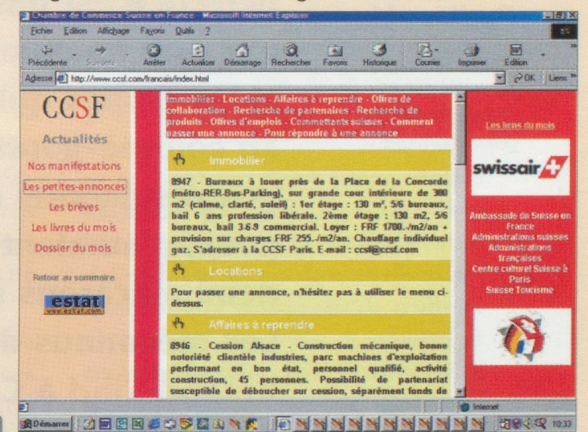 Chambre de Commerce Suisse en France - Microsoft Internet Explorer
Fichier Edition Affichage Favoris Outils ?
Précédente Suivante Arrêter Actualiser Démarrage Rechercher Favoris Historique Courrier Imprimer Edition
Adresse http://www.ccsf.com/francais/index.html OK Liens
CCSF
Actualités
Nos manifestations
Les petites-annonces
Les brèves
Les livres du mois
Dossier du mois
Retour au sommaire
estat
www.estat.com
Immobilier - Locations - Affaires à reprendre - Offres de
collaboration - Recherche de partenaires - Recherche de
produits - Offres d'emplois - Commettants suisses - Comment
passer une annonce - Pour répondre à une annonce
Immobilier
8947 - Bureaux à louer près de la Place de la Concorde
(métro-RER-Bus-Parking), sur grande cour intérieure de 300
m2 (calme, clarté, soleil) : 1er étage : 130 m², 5/6 bureaux,
bail 6 ans profession libérale. 2ème étage : 130 m2, 5/6
bureaux, bail 3-6-9 commercial. Loyer : FRF 1700.-/m2/an +
provision sur charges FRF 255.-/m2/an. Chauffage individuel
gaz. S'adresser à la CCSF Paris. E-mail : ccsf@ccsf.com
Locations
Pour passer une annonce, n'hésitez pas à utiliser le menu ci-
dessus.
Affaires à reprendre
8946 - Cession Alsace - Construction mécanique, bonne
notoriété clientèle industries, parc machines d'exploitation
performant en bon état, personnel qualifié, activité
construction, 45 personnes. Possibilité de partenariat
susceptible de déboucher sur cession, séparément fonds de
Les liens du mois
swissair
Ambassade de Suisse en
France
Administrations suisses
Administrations
françaises
Centre culturel Suisse à
Paris
Suisse Tourisme
Internet
Démarrer
10:33